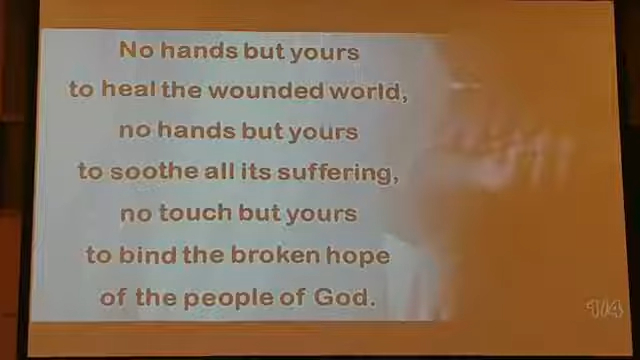 No hands but yours
to heal the wounded world,
no hands but yours
to soothe all its suffering,
no touch but yours
to bind the broken hope
of the people of God.
1/4